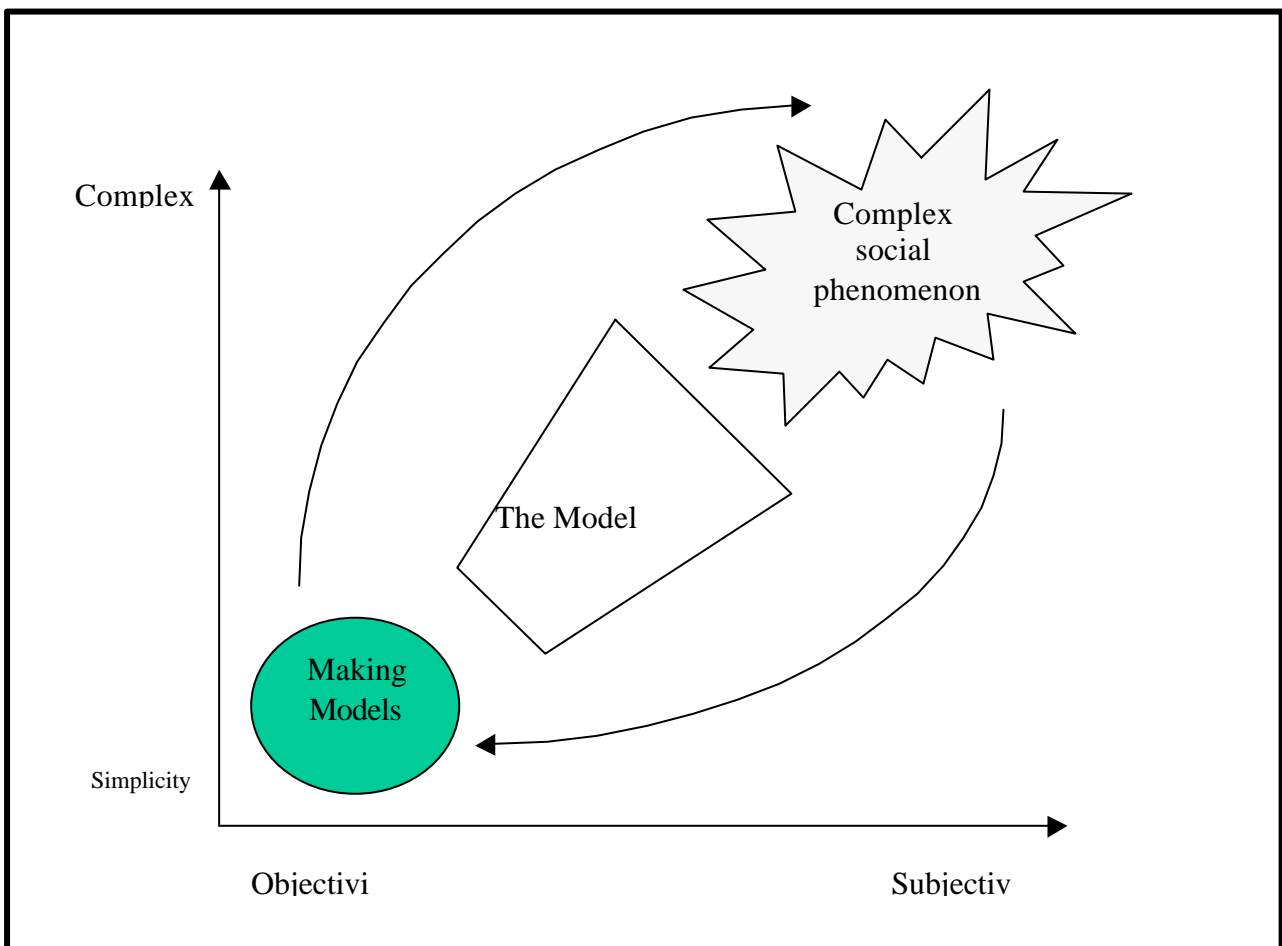 Complex
Complex
social
phenomenon
The Model
Making
Models
Simplicity
Objectivi
Subjectiv